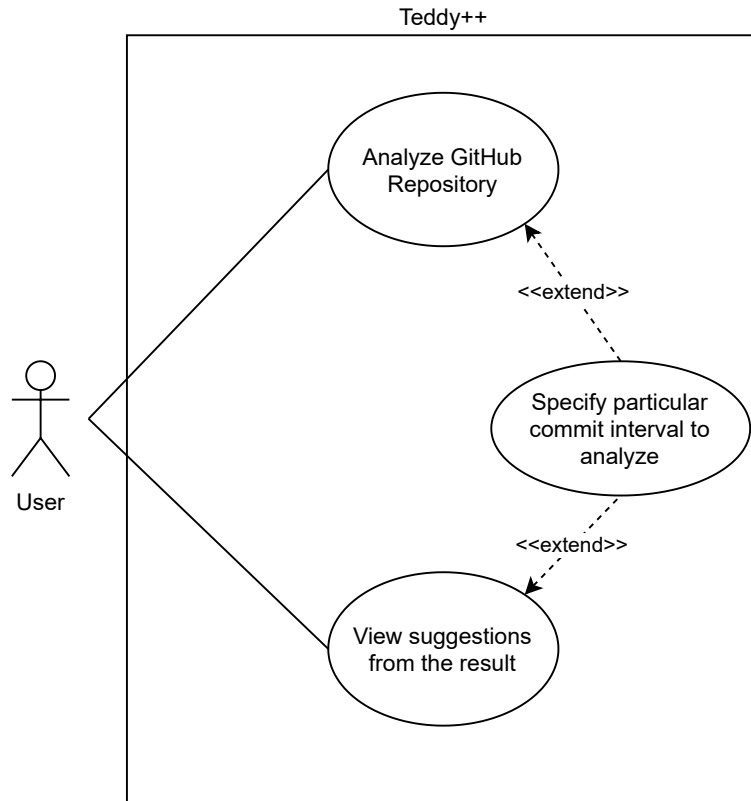 Teddy++
Analyze GitHub
Repository
<<extend>>
Specify particular
commit interval to
analyze
User
<<extend>>
View suggestions
from the result